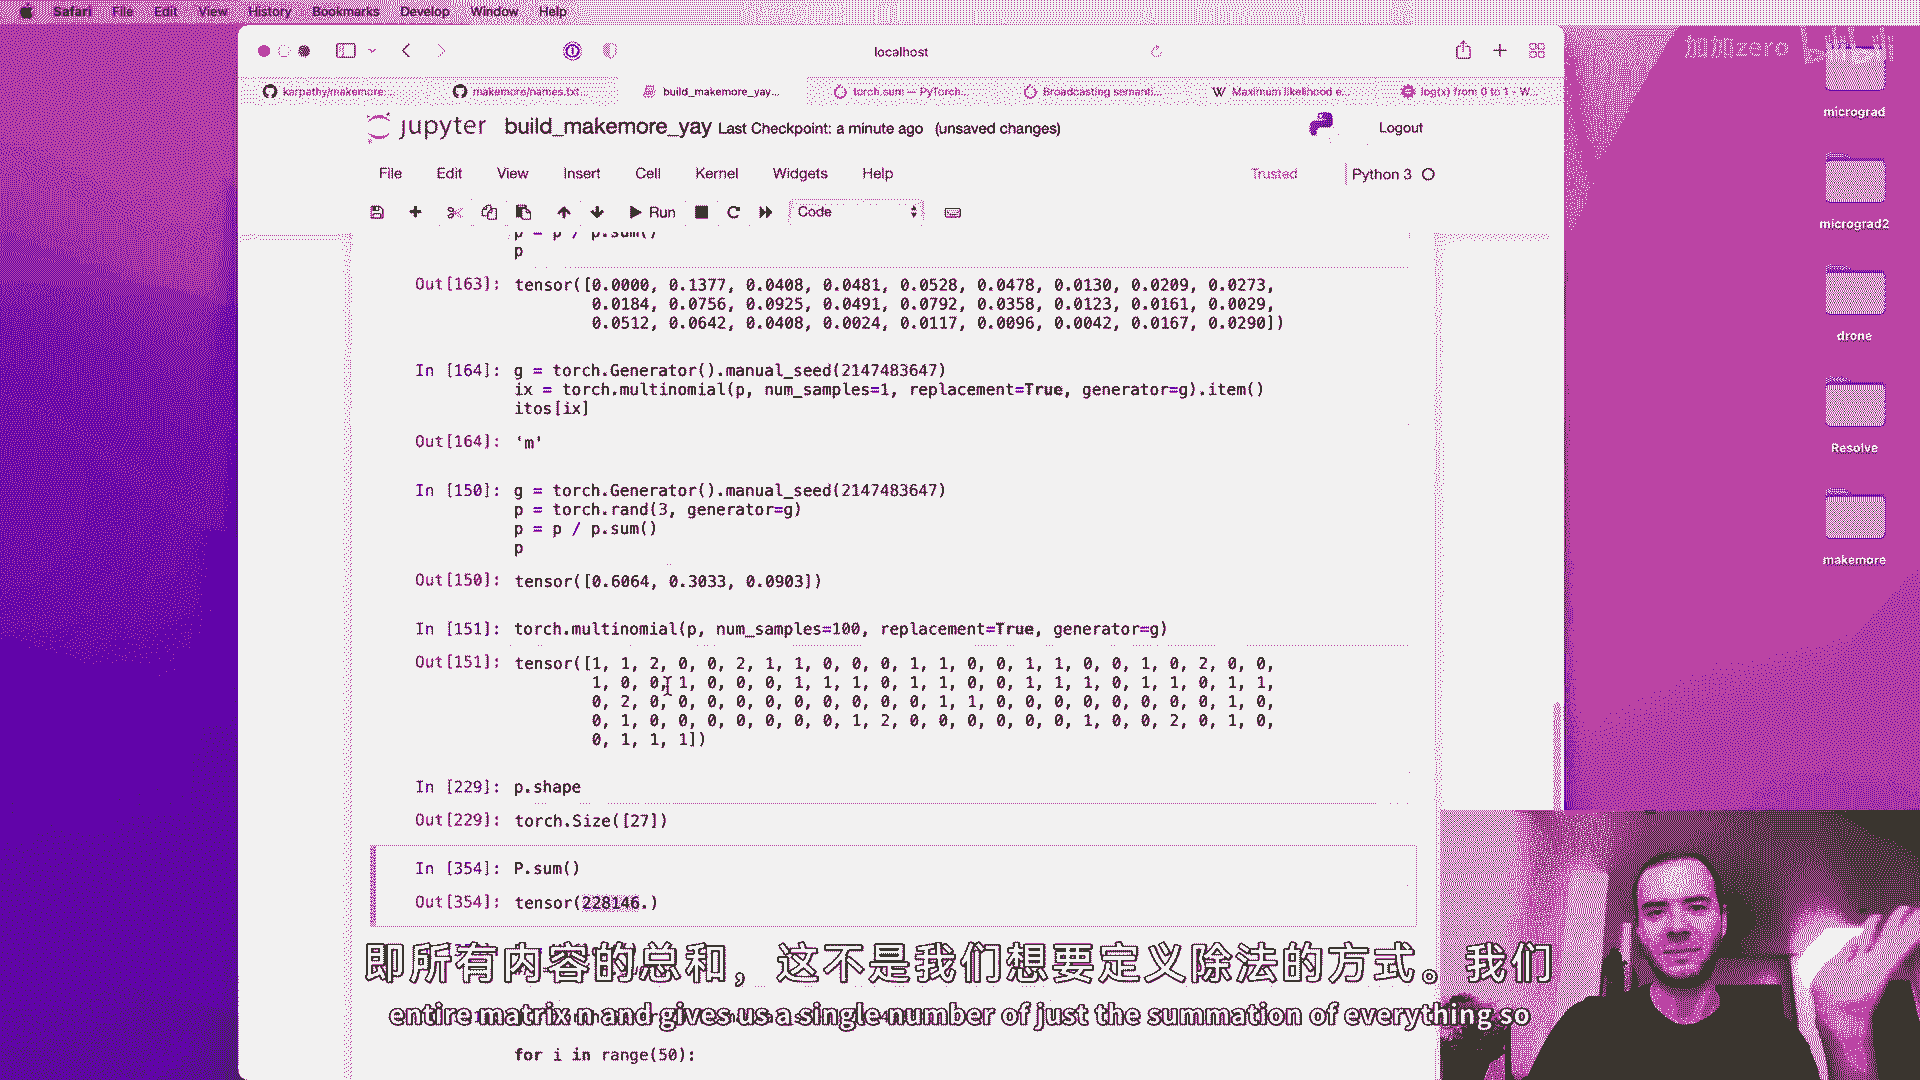 Safari File Edit View History Bookmarks Develop Window Help
加加zero
localhost
karpathy/makemore: ...
makemore/names.txt...
build_makemore_yay...
torch.sum — PyTorch...
Broadcasting semanti...
Maximum likelihood e...
log(x) from 0 to 1 - W...
jupyter build_makemore_yay Last Checkpoint: a minute ago (unsaved changes)
Logout
File Edit View Insert Cell Kernel Widgets Help
Trusted
Python 3
Run
Code
p = p / p.sum()
p
Out[163]: tensor([0.0000, 0.1377, 0.0408, 0.0481, 0.0528, 0.0478, 0.0130, 0.0209, 0.0273,
0.0184, 0.0756, 0.0925, 0.0491, 0.0792, 0.0358, 0.0123, 0.0161, 0.0029,
0.0512, 0.0642, 0.0408, 0.0024, 0.0117, 0.0096, 0.0042, 0.0167, 0.0290])
In [164]: g = torch.Generator().manual_seed(2147483647)
ix = torch.multinomial(p, num_samples=1, replacement=True, generator=g).item()
itos[ix]
Out[164]: 'm'
In [150]: g = torch.Generator().manual_seed(2147483647)
p = torch.rand(3, generator=g)
p = p / p.sum()
p
Out[150]: tensor([0.6064, 0.3033, 0.0903])
In [151]: torch.multinomial(p, num_samples=100, replacement=True, generator=g)
Out[151]: tensor([1, 1, 2, 0, 0, 2, 1, 1, 0, 0, 0, 1, 1, 0, 0, 1, 1, 0, 0, 1, 0, 2, 0, 0,
1, 0, 0, 1, 0, 0, 0, 1, 1, 1, 0, 1, 1, 0, 0, 1, 1, 1, 0, 1, 1, 0, 1, 1,
0, 2, 0, 0, 0, 0, 0, 0, 0, 0, 0, 0, 1, 1, 0, 0, 0, 0, 0, 0, 0, 0, 1, 0,
0, 1, 0, 0, 0, 0, 0, 0, 0, 1, 2, 0, 0, 0, 0, 0, 0, 1, 0, 0, 2, 0, 1, 0,
0, 1, 1, 1])
In [229]: p.shape
Out[229]: torch.Size([27])
In [354]: P.sum()
Out[354]: tensor(228146.)
即所有内容的总和，这不是我们想要定义除法的方式。我们
entire matrix n and gives us a single number of just the summation of everything so
for i in range(50):
micrograd
micrograd2
drone
Resolve
makemore